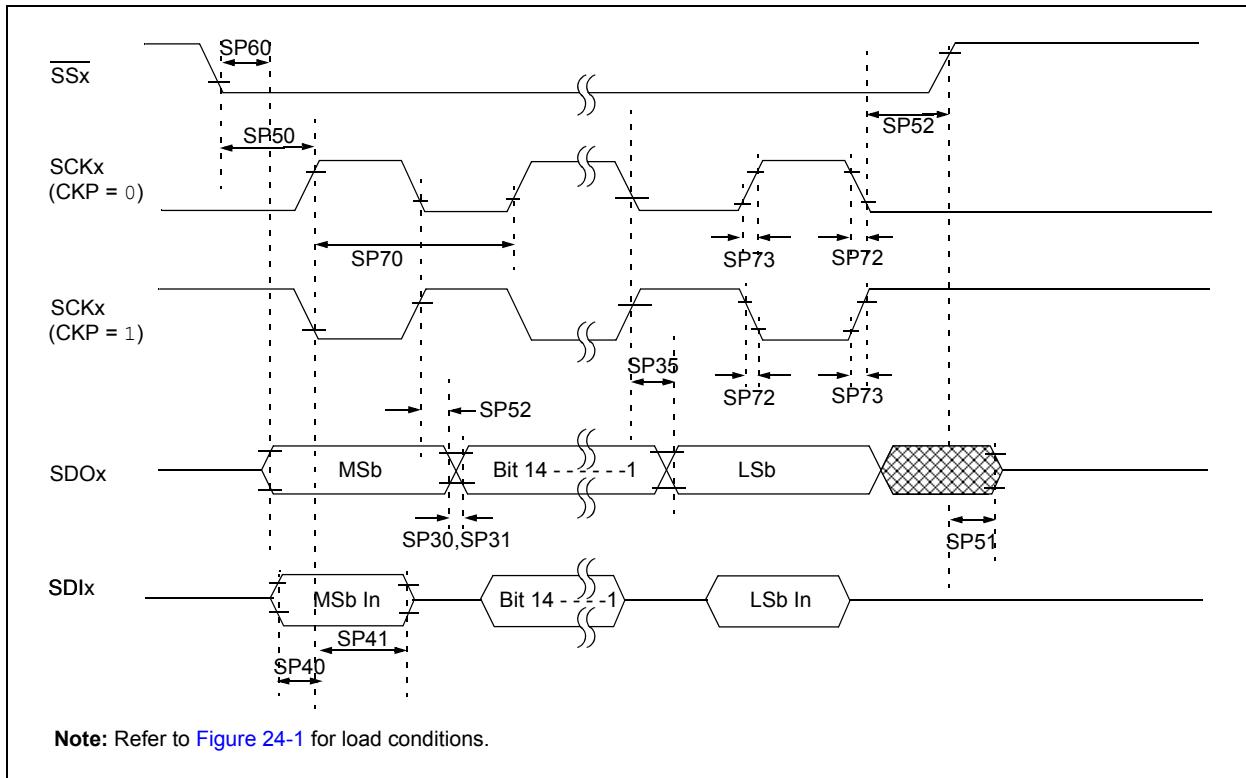 SP60
SSx
SP50
SP52
SCKx
(CKP = 0)
SP70
SP73
SP72
SCKx
(CKP = 1)
SP35
SP72
SP73
SP52
SDOx
MSb
Bit 14 - - - - - -1
LSb
SP30,SP31
SP51
SDIx
MSb In
Bit 14 - - - -1
LSb In
SP41
SP40
Note: Refer to Figure 24-1 for load conditions.